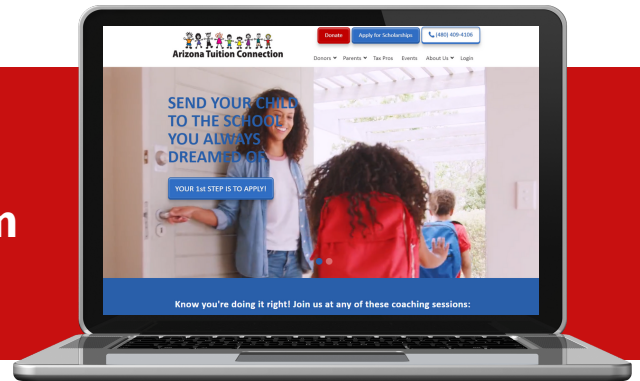 Donate
Apply for Scholarships
(480) 409-4106
Arizona Tuition Connection
Donors Parents Tax-Pros Events About Us Login
SEND YOUR CHILD
TO THE SCHOOL
YOU ALWAYS
DREAMED OF
YOUR 1st STEP IS TO APPLY!
m
Know you're doing it right! Join us at any of these coaching sessions: